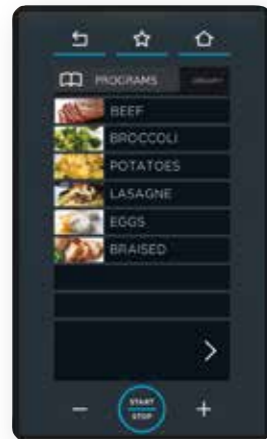 PROGRAMS
BEEF
BROCCOLI
POTATOES
LASAGNE
EGGS
BRAISED
START
STOP